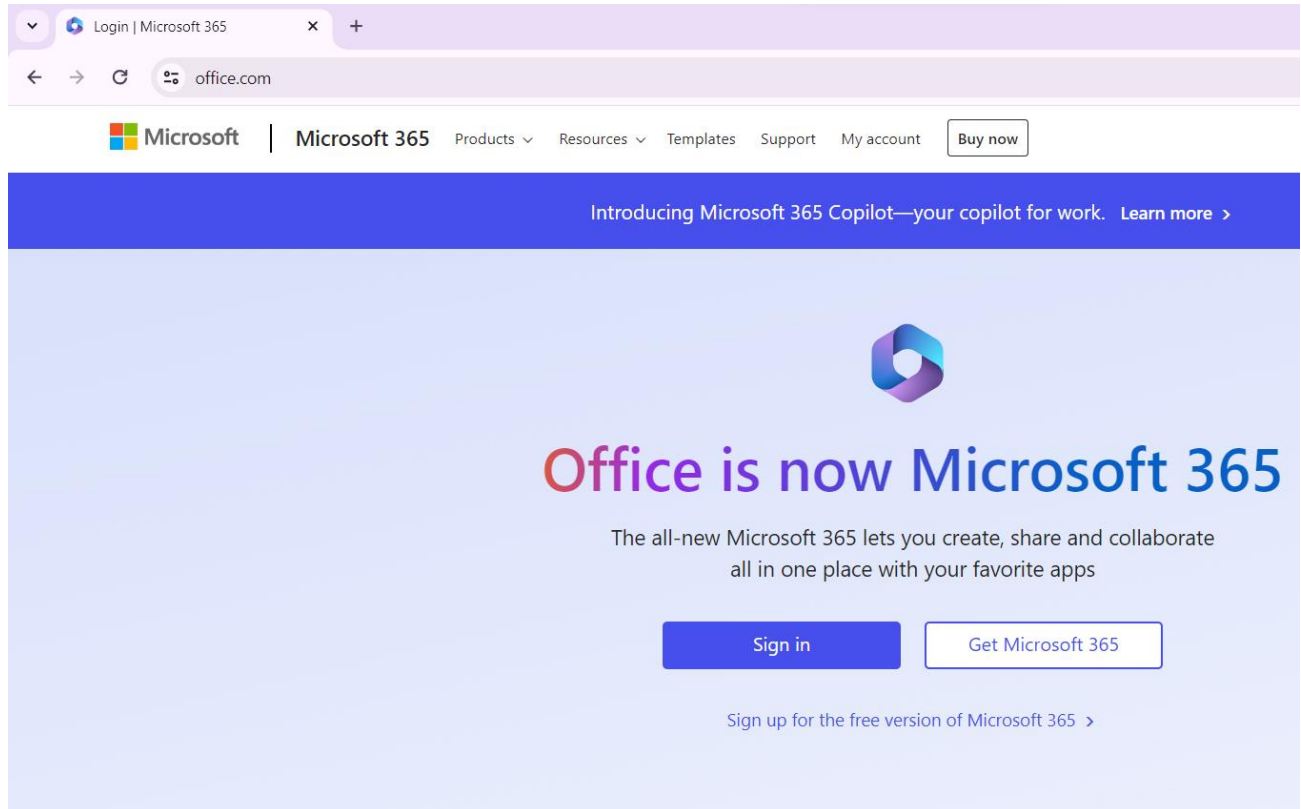 Login | Microsoft 365
office.com
Microsoft Microsoft 365 Products Resources Templates Support My account Buy now
Introducing Microsoft 365 Copilot—your copilot for work. Learn more
Office is now Microsoft 365
The all-new Microsoft 365 lets you create, share and collaborate
all in one place with your favorite apps
Sign in Get Microsoft 365
Sign up for the free version of Microsoft 365